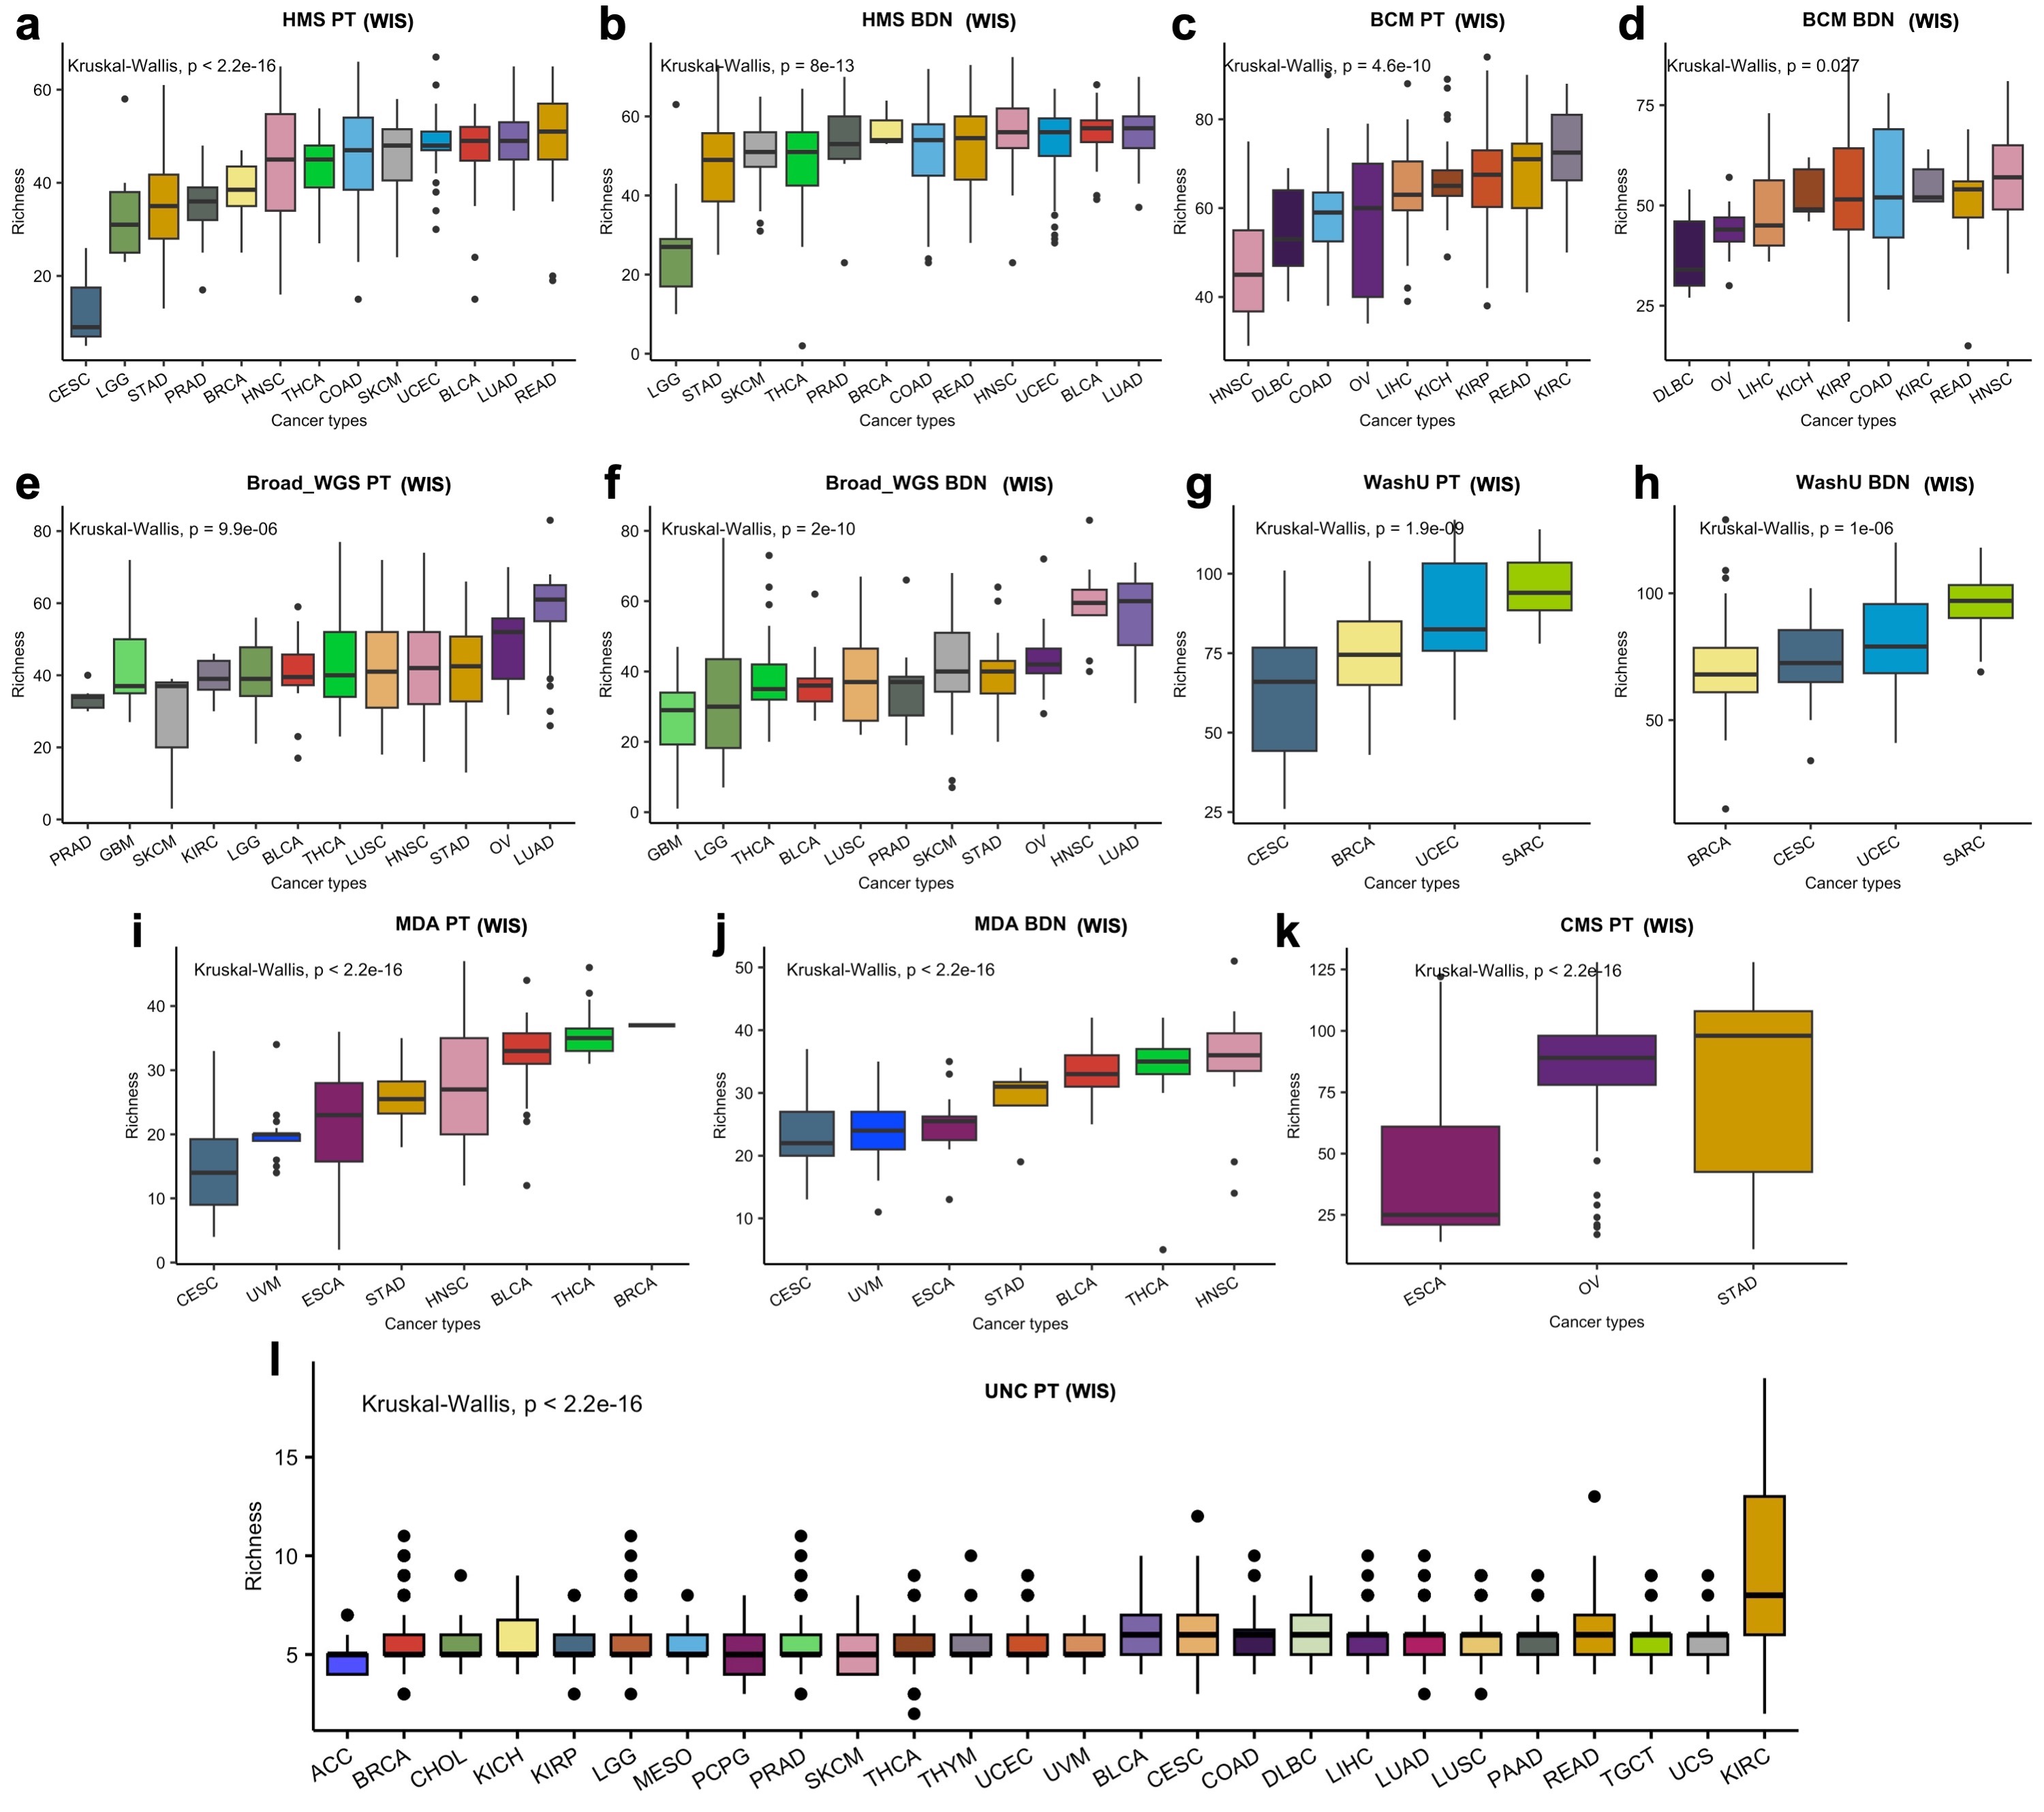 a HMS PT (WIS)
Kruskal-Wallis, p < 2.2e-16
Richness
60
40
20
CESC LGG STAD PRAD BRCA HNSC THCA COAD SKCM UCEC BLCA LUAD READ
Cancer types
b HMS BDN (WIS)
Kruskal-Wallis, p = 8e-13
Richness
60
40
20
0
LGG STAD SKCM THCA PRAD BRCA COAD READ HNSC UCEC BLCA LUAD
Cancer types
c BCM PT (WIS)
Kruskal-Wallis, p = 4.6e-10
Richness
80
60
40
HNSC DLBC COAD OV LIHC KICH KIRP READ KIRC
Cancer types
d BCM BDN (WIS)
Kruskal-Wallis, p = 0.027
Richness
75
50
25
DLBC OV LIHC KICH KIRP COAD KIRC READ HNSC
Cancer types
e Broad_WGS PT (WIS)
Kruskal-Wallis, p = 9.9e-06
Richness
80
60
40
20
0
PRAD GBM SKCM KIRC LGG BLCA THCA LUSC HNSC STAD OV LUAD
Cancer types
f Broad_WGS BDN (WIS)
Kruskal-Wallis, p = 2e-10
Richness
80
60
40
20
0
GBM LGG THCA BLCA LUSC PRAD SKCM STAD OV HNSC LUAD
Cancer types
g WashU PT (WIS)
Kruskal-Wallis, p = 1.9e-09
Richness
100
75
50
25
CESC BRCA UCEC SARC
Cancer types
h WashU BDN (WIS)
Kruskal-Wallis, p = 1e-06
Richness
100
50
BRCA CESC UCEC SARC
Cancer types
i MDA PT (WIS)
Kruskal-Wallis, p < 2.2e-16
Richness
40
30
20
10
0
CESC UVM ESCA STAD HNSC BLCA THCA BRCA
Cancer types
j MDA BDN (WIS)
Kruskal-Wallis, p < 2.2e-16
Richness
50
40
30
20
10
CESC UVM ESCA STAD BLCA THCA HNSC
Cancer types
k CMS PT (WIS)
Kruskal-Wallis, p < 2.2e-16
Richness
125
100
75
50
25
ESCA OV STAD
Cancer types
l UNC PT (WIS)
Kruskal-Wallis, p < 2.2e-16
Richness
15
10
5
ACC BRCA CHOL KICH KIRP LGG MESO PCPG PRAD SKCM THCA THYM UCEC UVM BLCA CESC COAD DLBC LIHC LUAD LUSC PAAD READ TGCT UCS KIRC